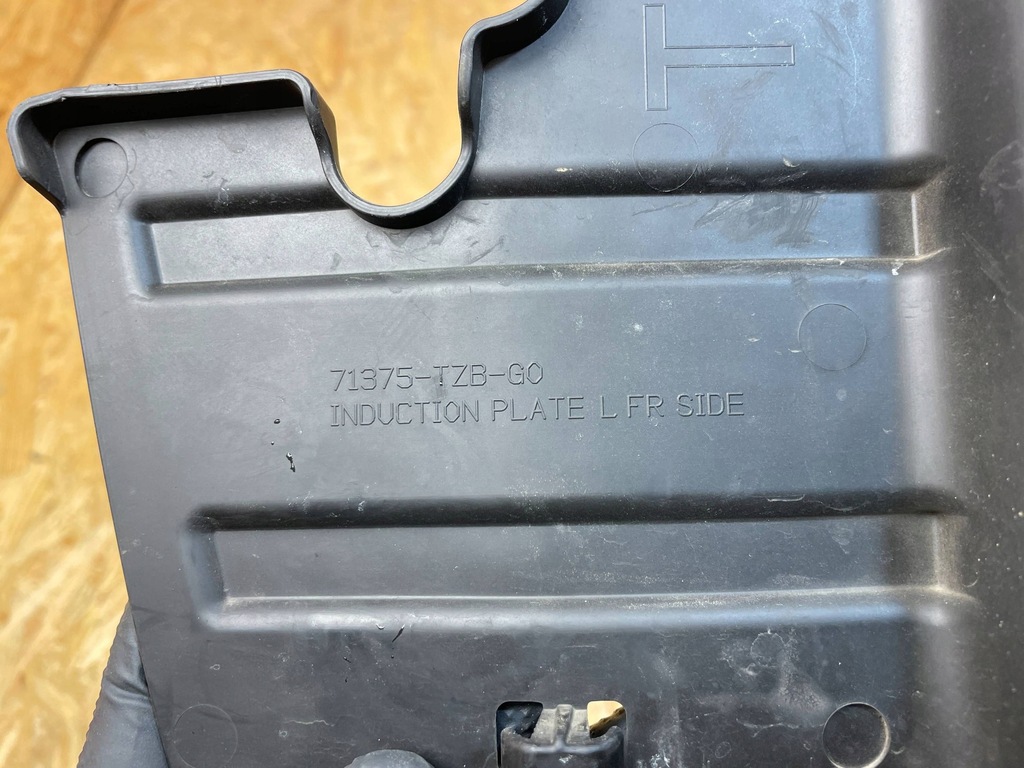 T
71375-TZB-G0
INDUCTION PLATE L FR SIDE